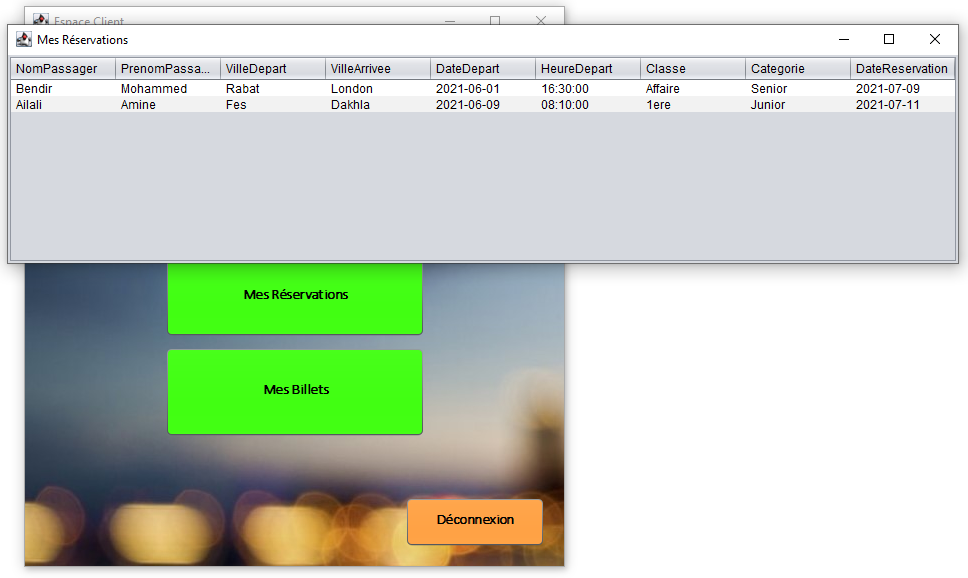 Espace Client
Mes Réservations
NomPassager PrenomPassa... VilleDepart VilleArrivee DateDepart HeureDepart Classe Categorie DateReservation
Bendir Mohammed Rabat London 2021-06-01 16:30:00 Affaire Senior 2021-07-09
Ailali Amine Fes Dakhla 2021-06-09 08:10:00 1ere Junior 2021-07-11
Mes Réservations
Mes Billets
Déconnexion